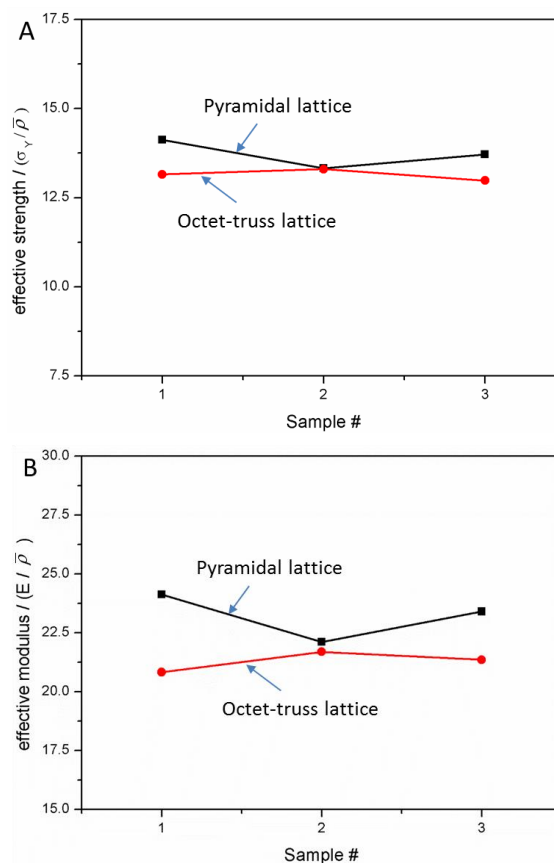 A
effective strength / (σ_Y / ρ̅)
17.5
15.0
12.5
10.0
7.5
Pyramidal lattice
Octet-truss lattice
1 2 3
Sample #
B
effective modulus / (E / ρ̅)
30.0
27.5
25.0
22.5
20.0
17.5
15.0
Pyramidal lattice
Octet-truss lattice
1 2 3
Sample #